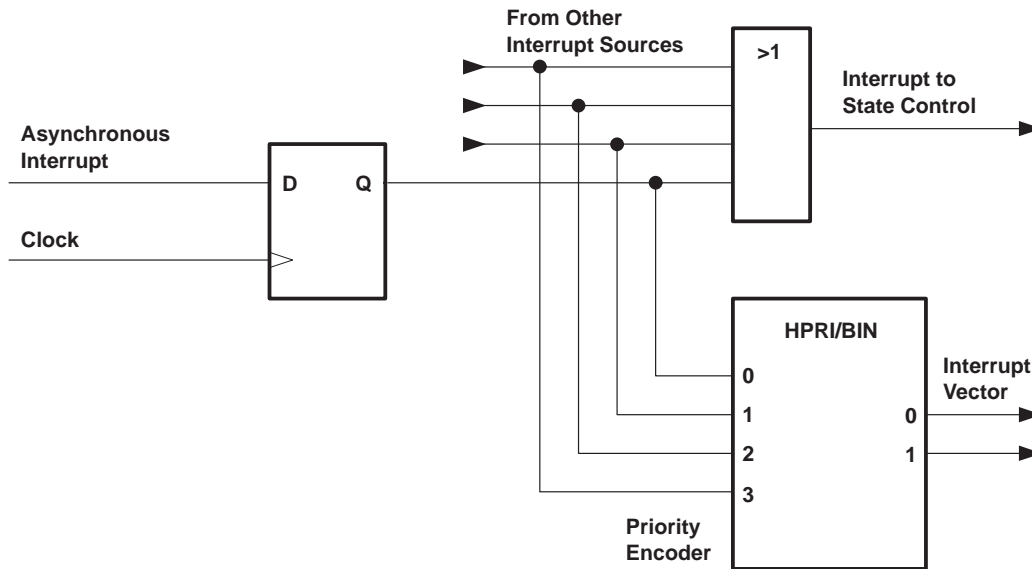 From Other
Interrupt Sources
>1
Interrupt to
State Control
Asynchronous
Interrupt
D
Q
Clock
HPRI/BIN
0
1
2
3
0
1
Interrupt
Vector
Priority
Encoder